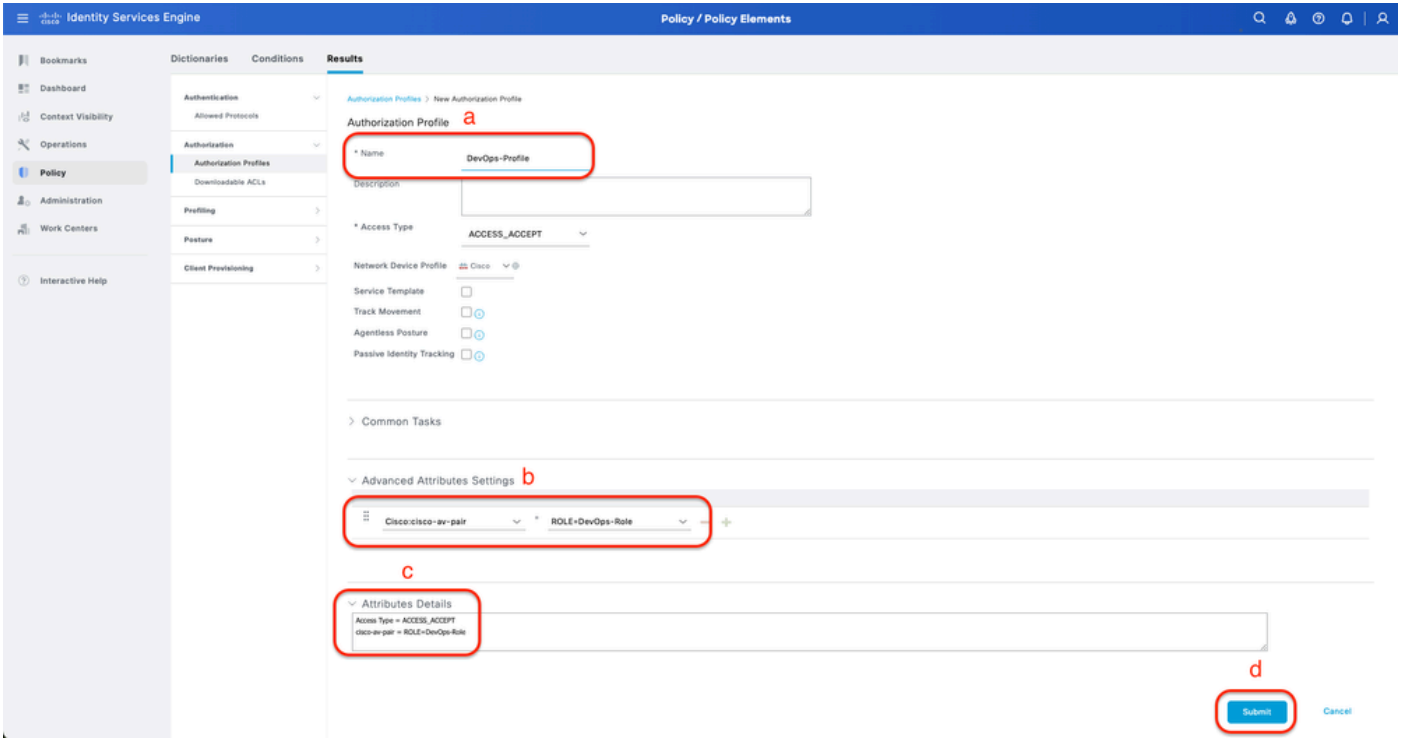 cisco Identity Services Engine
Policy / Policy Elements
Bookmarks
Dashboard
Context Visibility
Operations
Policy
Administration
Work Centers
Interactive Help
Dictionaries Conditions Results
Authentication
Allowed Protocols
Authorization
Authorization Profiles
Downloadable ACLs
Profiling
Posture
Client Provisioning
Authorization Profiles > New Authorization Profile
Authorization Profile a
* Name DevOps-Profile
Description
* Access Type ACCESS_ACCEPT
Network Device Profile Cisco
Service Template
Track Movement
Agentless Posture
Passive Identity Tracking
Common Tasks
Advanced Attributes Settings b
Cisco:cisco-av-pair = ROLE=DevOps-Role
c
Attributes Details
Access Type = ACCESS_ACCEPT
cisco-av-pair = ROLE=DevOps-Role
d
Submit Cancel